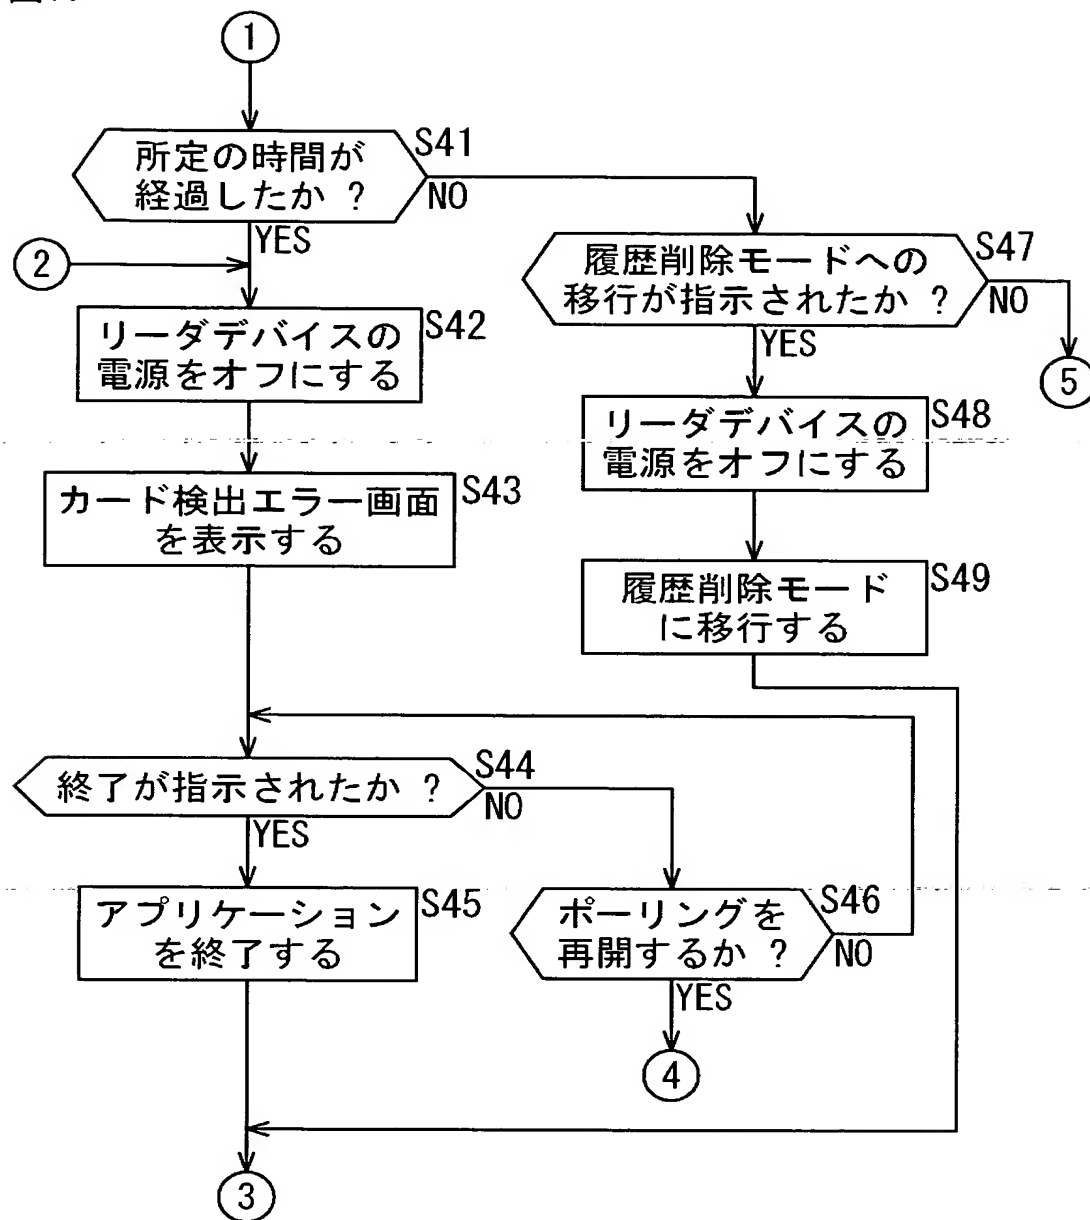 1
所定の時間が
経過したか ?
S41
NO
YES
2
リーダデバイスの
電源をオフにする
S42
カード検出エラー画面
を表示する
S43
履歴削除モードへの
移行が指示されたか ?
S47
NO
YES
5
リーダデバイスの
電源をオフにする
S48
履歴削除モード
に移行する
S49
終了が指示されたか ?
S44
NO
YES
アプリケーション
を終了する
S45
ポーリングを
再開するか ?
S46
NO
YES
4
3